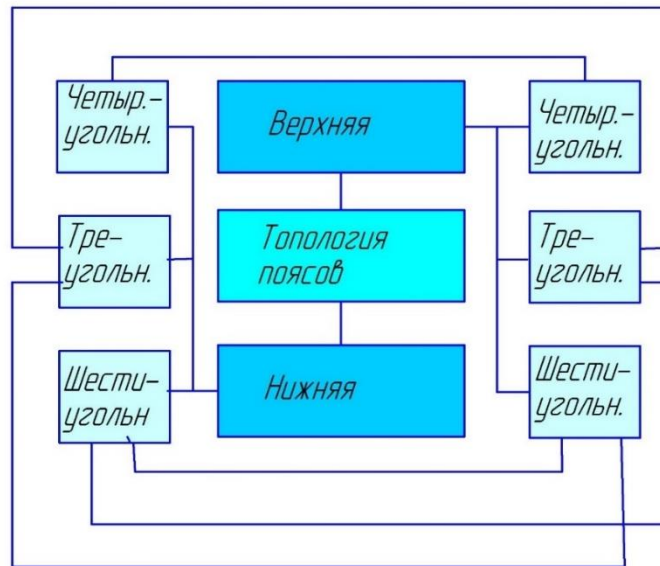 Четыр.-
угольн.
Верхняя
Четыр.-
угольн.
Тре-
угольн.
Топология
поясов
Тре-
угольн.
Шести-
угольн
Нижняя
Шести-
угольн.